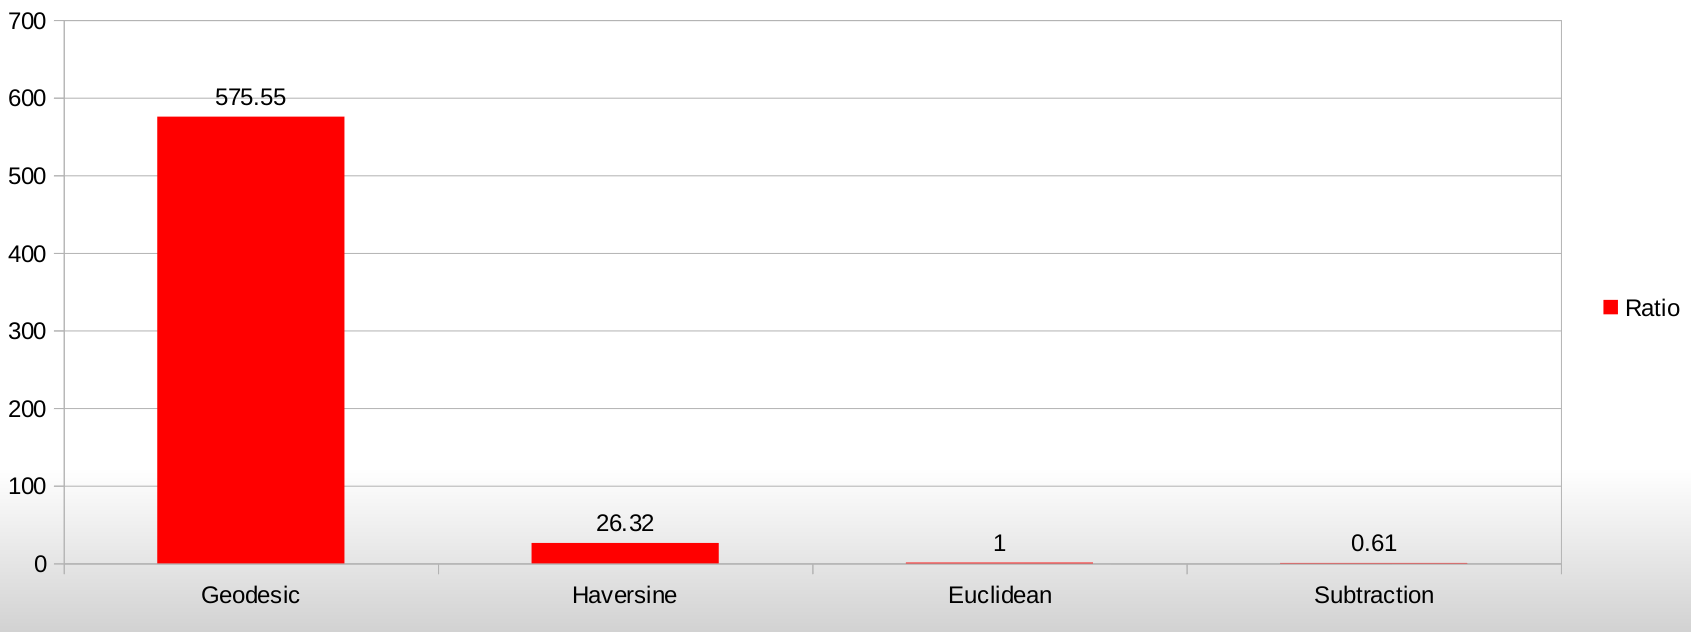 700
600
500
400
300
200
100
0
575.55
26.32
1
0.61
Geodesic
Haversine
Euclidean
Subtraction
Ratio